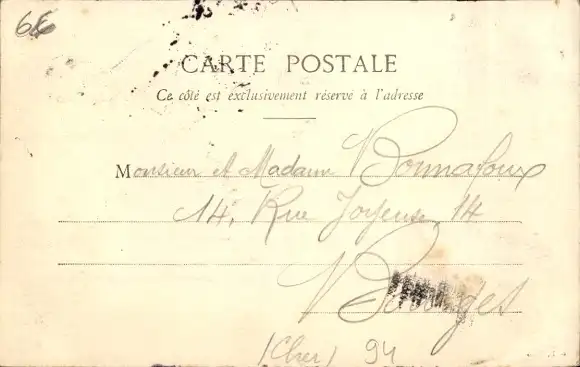 6€
CARTE POSTALE
Ce côté est exclusivement réservé à l'adresse
Monsieur et Madame Bonnafoux
14, Rue Joyeuse 14
Bourges
(Cher) 94